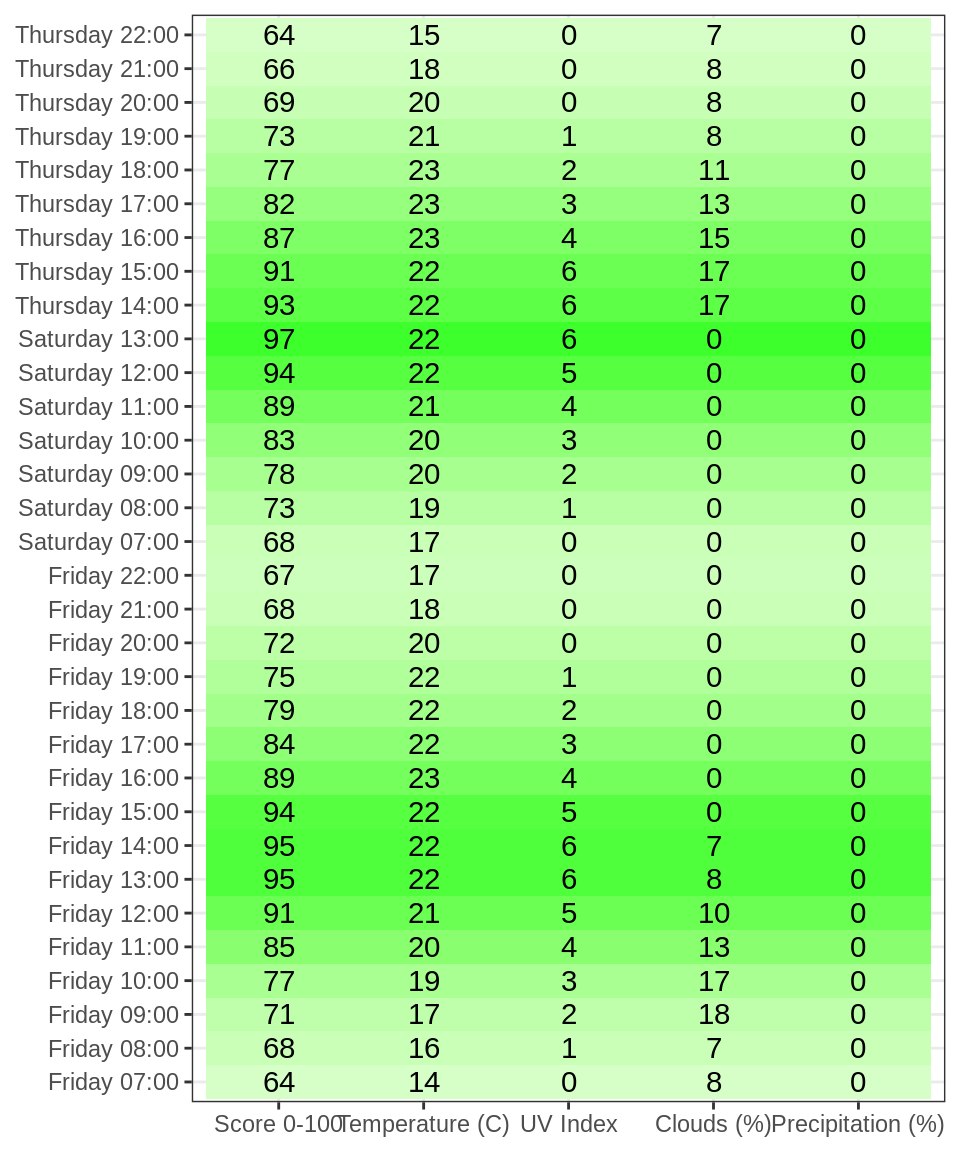 Thursday 22:00 64 15 0 7 0
Thursday 21:00 66 18 0 8 0
Thursday 20:00 69 20 0 8 0
Thursday 19:00 73 21 1 8 0
Thursday 18:00 77 23 2 11 0
Thursday 17:00 82 23 3 13 0
Thursday 16:00 87 23 4 15 0
Thursday 15:00 91 22 6 17 0
Thursday 14:00 93 22 6 17 0
Saturday 13:00 97 22 6 0 0
Saturday 12:00 94 22 5 0 0
Saturday 11:00 89 21 4 0 0
Saturday 10:00 83 20 3 0 0
Saturday 09:00 78 20 2 0 0
Saturday 08:00 73 19 1 0 0
Saturday 07:00 68 17 0 0 0
Friday 22:00 67 17 0 0 0
Friday 21:00 68 18 0 0 0
Friday 20:00 72 20 0 0 0
Friday 19:00 75 22 1 0 0
Friday 18:00 79 22 2 0 0
Friday 17:00 84 22 3 0 0
Friday 16:00 89 23 4 0 0
Friday 15:00 94 22 5 0 0
Friday 14:00 95 22 6 7 0
Friday 13:00 95 22 6 8 0
Friday 12:00 91 21 5 10 0
Friday 11:00 85 20 4 13 0
Friday 10:00 77 19 3 17 0
Friday 09:00 71 17 2 18 0
Friday 08:00 68 16 1 7 0
Friday 07:00 64 14 0 8 0
Score 0-100 Temperature (C) UV Index Clouds (%) Precipitation (%)